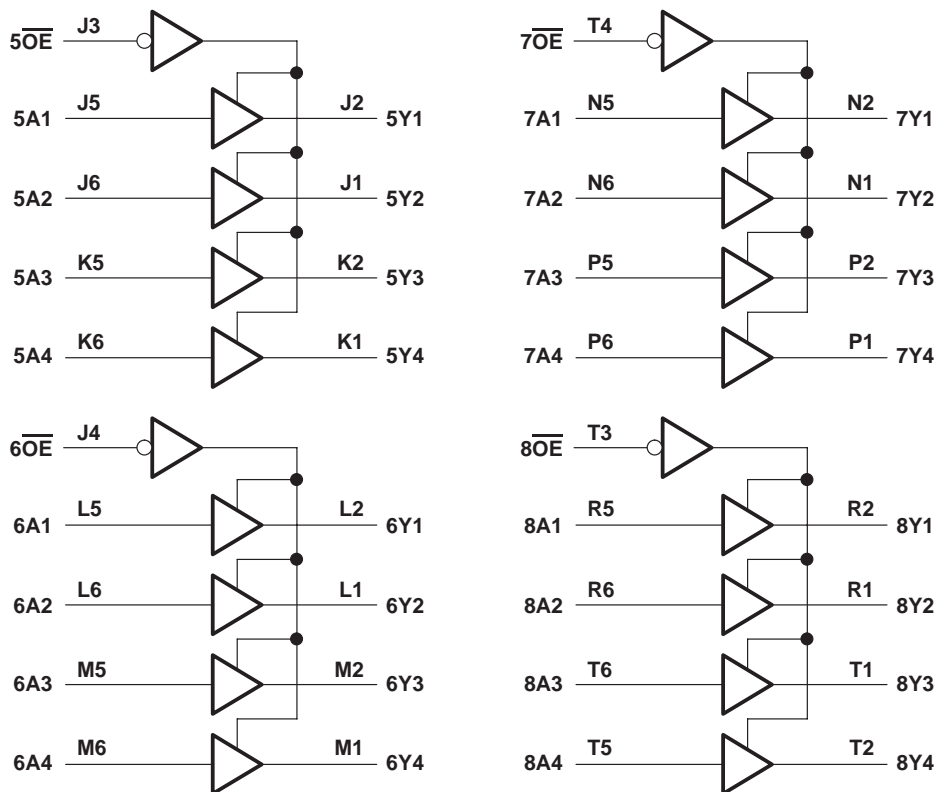 5OE J3
5A1 J5 J2 5Y1
5A2 J6 J1 5Y2
5A3 K5 K2 5Y3
5A4 K6 K1 5Y4
7OE T4
7A1 N5 N2 7Y1
7A2 N6 N1 7Y2
7A3 P5 P2 7Y3
7A4 P6 P1 7Y4
6OE J4
6A1 L5 L2 6Y1
6A2 L6 L1 6Y2
6A3 M5 M2 6Y3
6A4 M6 M1 6Y4
8OE T3
8A1 R5 R2 8Y1
8A2 R6 R1 8Y2
8A3 T6 T1 8Y3
8A4 T5 T2 8Y4